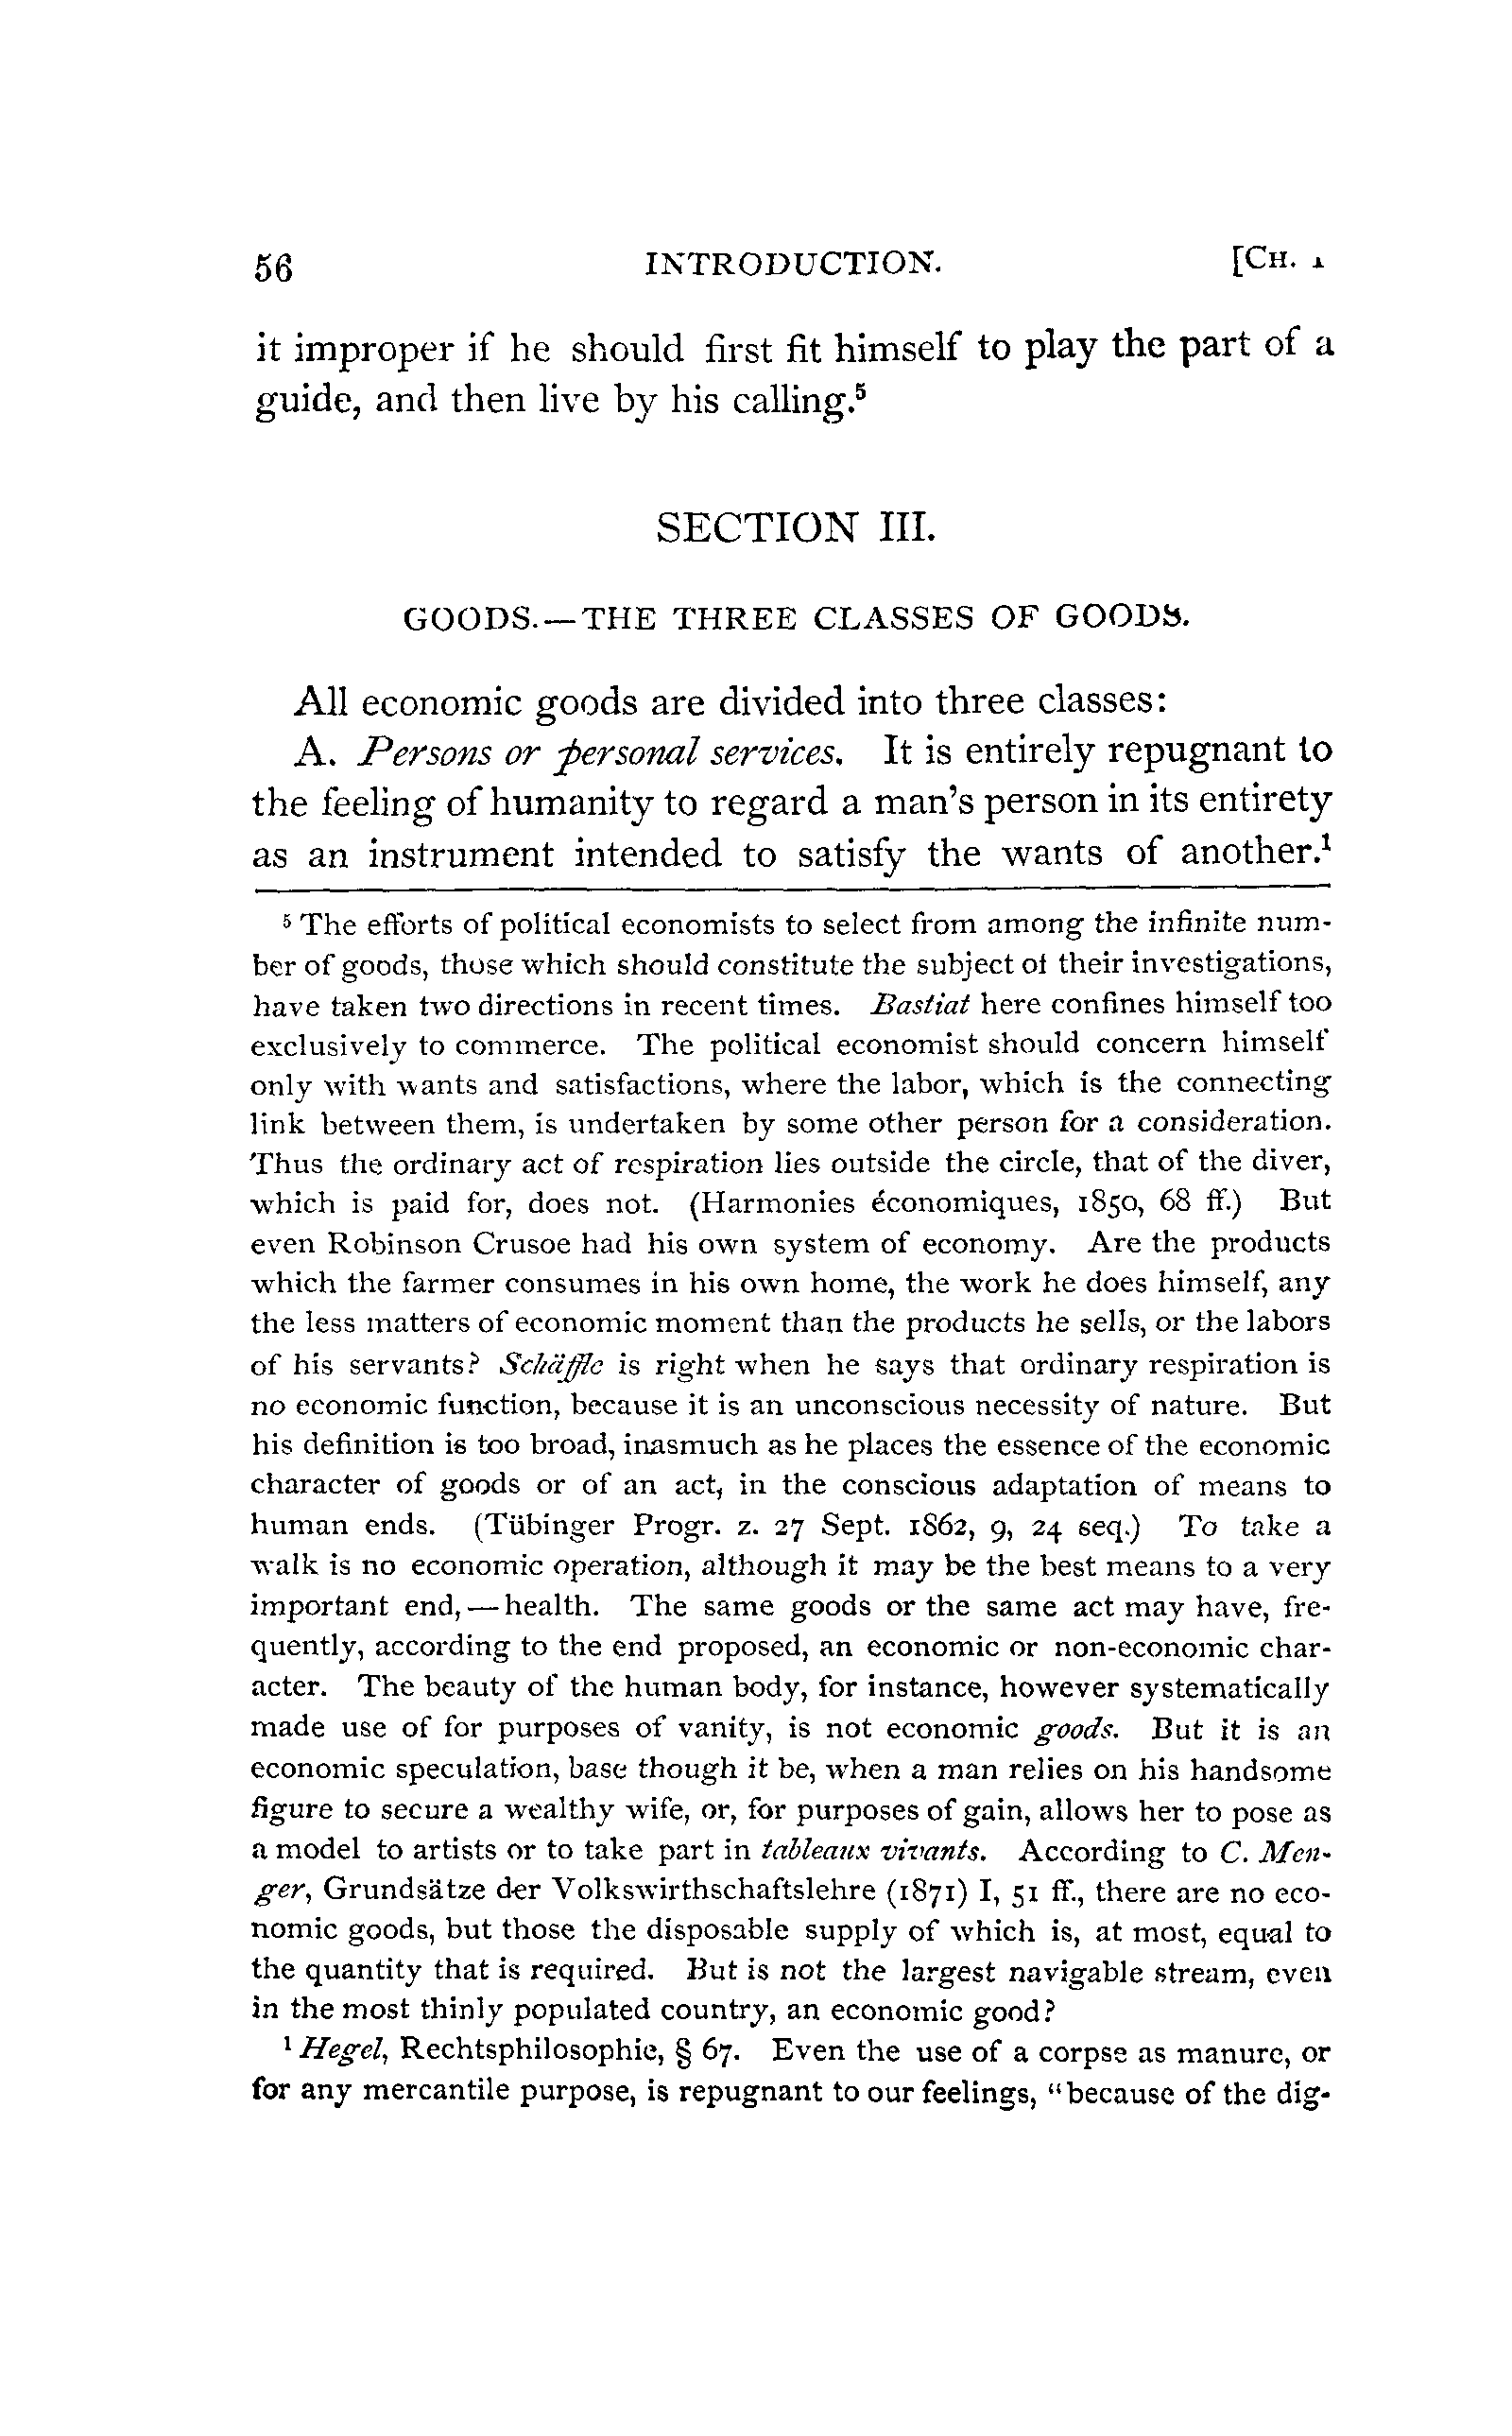 56 INTRODUCTION. [CH. I
it improper if he should first fit himself to play the part of a
guide, and then live by his calling.⁵
SECTION III.
GOODS.—THE THREE CLASSES OF GOODS.
All economic goods are divided into three classes:
A. Persons or personal services. It is entirely repugnant to
the feeling of humanity to regard a man's person in its entirety
as an instrument intended to satisfy the wants of another.¹
⁵ The efforts of political economists to select from among the infinite num-
ber of goods, those which should constitute the subject of their investigations,
have taken two directions in recent times. Bastiat here confines himself too
exclusively to commerce. The political economist should concern himself
only with wants and satisfactions, where the labor, which is the connecting
link between them, is undertaken by some other person for a consideration.
Thus the ordinary act of respiration lies outside the circle, that of the diver,
which is paid for, does not. (Harmonies économiques, 1850, 68 ff.) But
even Robinson Crusoe had his own system of economy. Are the products
which the farmer consumes in his own home, the work he does himself, any
the less matters of economic moment than the products he sells, or the labors
of his servants? Schäffle is right when he says that ordinary respiration is
no economic function, because it is an unconscious necessity of nature. But
his definition is too broad, inasmuch as he places the essence of the economic
character of goods or of an act, in the conscious adaptation of means to
human ends. (Tübinger Progr. z. 27 Sept. 1862, 9, 24 seq.) To take a
walk is no economic operation, although it may be the best means to a very
important end,—health. The same goods or the same act may have, fre-
quently, according to the end proposed, an economic or non-economic char-
acter. The beauty of the human body, for instance, however systematically
made use of for purposes of vanity, is not economic goods. But it is an
economic speculation, base though it be, when a man relies on his handsome
figure to secure a wealthy wife, or, for purposes of gain, allows her to pose as
a model to artists or to take part in tableaux vivants. According to C. Men-
ger, Grundsätze der Volkswirthschaftslehre (1871) I, 51 ff., there are no eco-
nomic goods, but those the disposable supply of which is, at most, equal to
the quantity that is required. But is not the largest navigable stream, even
in the most thinly populated country, an economic good?
¹ Hegel, Rechtsphilosophie, § 67. Even the use of a corpse as manure, or
for any mercantile purpose, is repugnant to our feelings, "because of the dig-